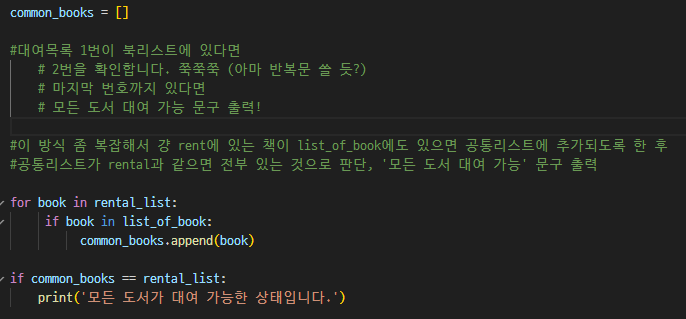 common_books = []
#대여목록 1번이 북리스트에 있다면
# 2번을 확인합니다. 쭉쭉쭉 (아마 반복문 쓸 듯?)
# 마지막 번호까지 있다면
# 모든 도서 대여 가능 문구 출력!
#이 방식 좀 복잡해서 걍 rent에 있는 책이 list_of_book에도 있으면 공통리스트에 추가되도록 한 후
#공통리스트가 rental과 같으면 전부 있는 것으로 판단, '모든 도서 대여 가능' 문구 출력
for book in rental_list:
if book in list_of_book:
common_books.append(book)
if common_books == rental_list:
print('모든 도서가 대여 가능한 상태입니다.')